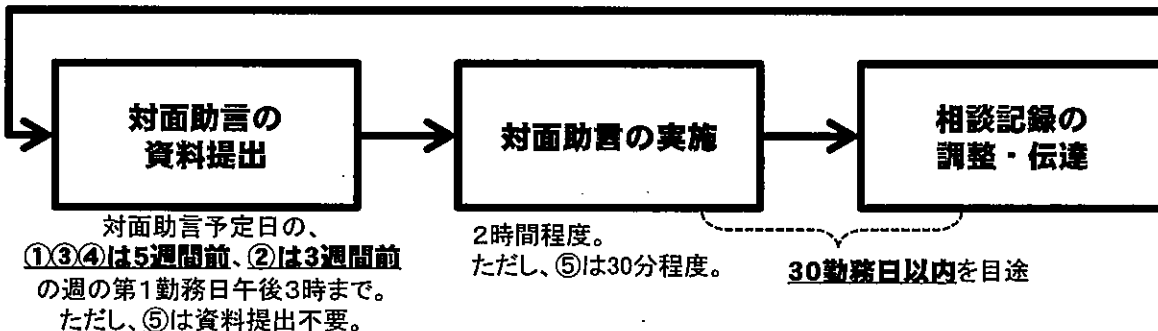 対面助言の
資料提出
対面助言の実施
相談記録の
調整・伝達
対面助言予定日の、
①③④は5週間前、②は3週間前
の週の第1勤務日午後3時まで。
ただし、⑤は資料提出不要。
2時間程度。
ただし、⑤は30分程度。
30勤務日以内を目途